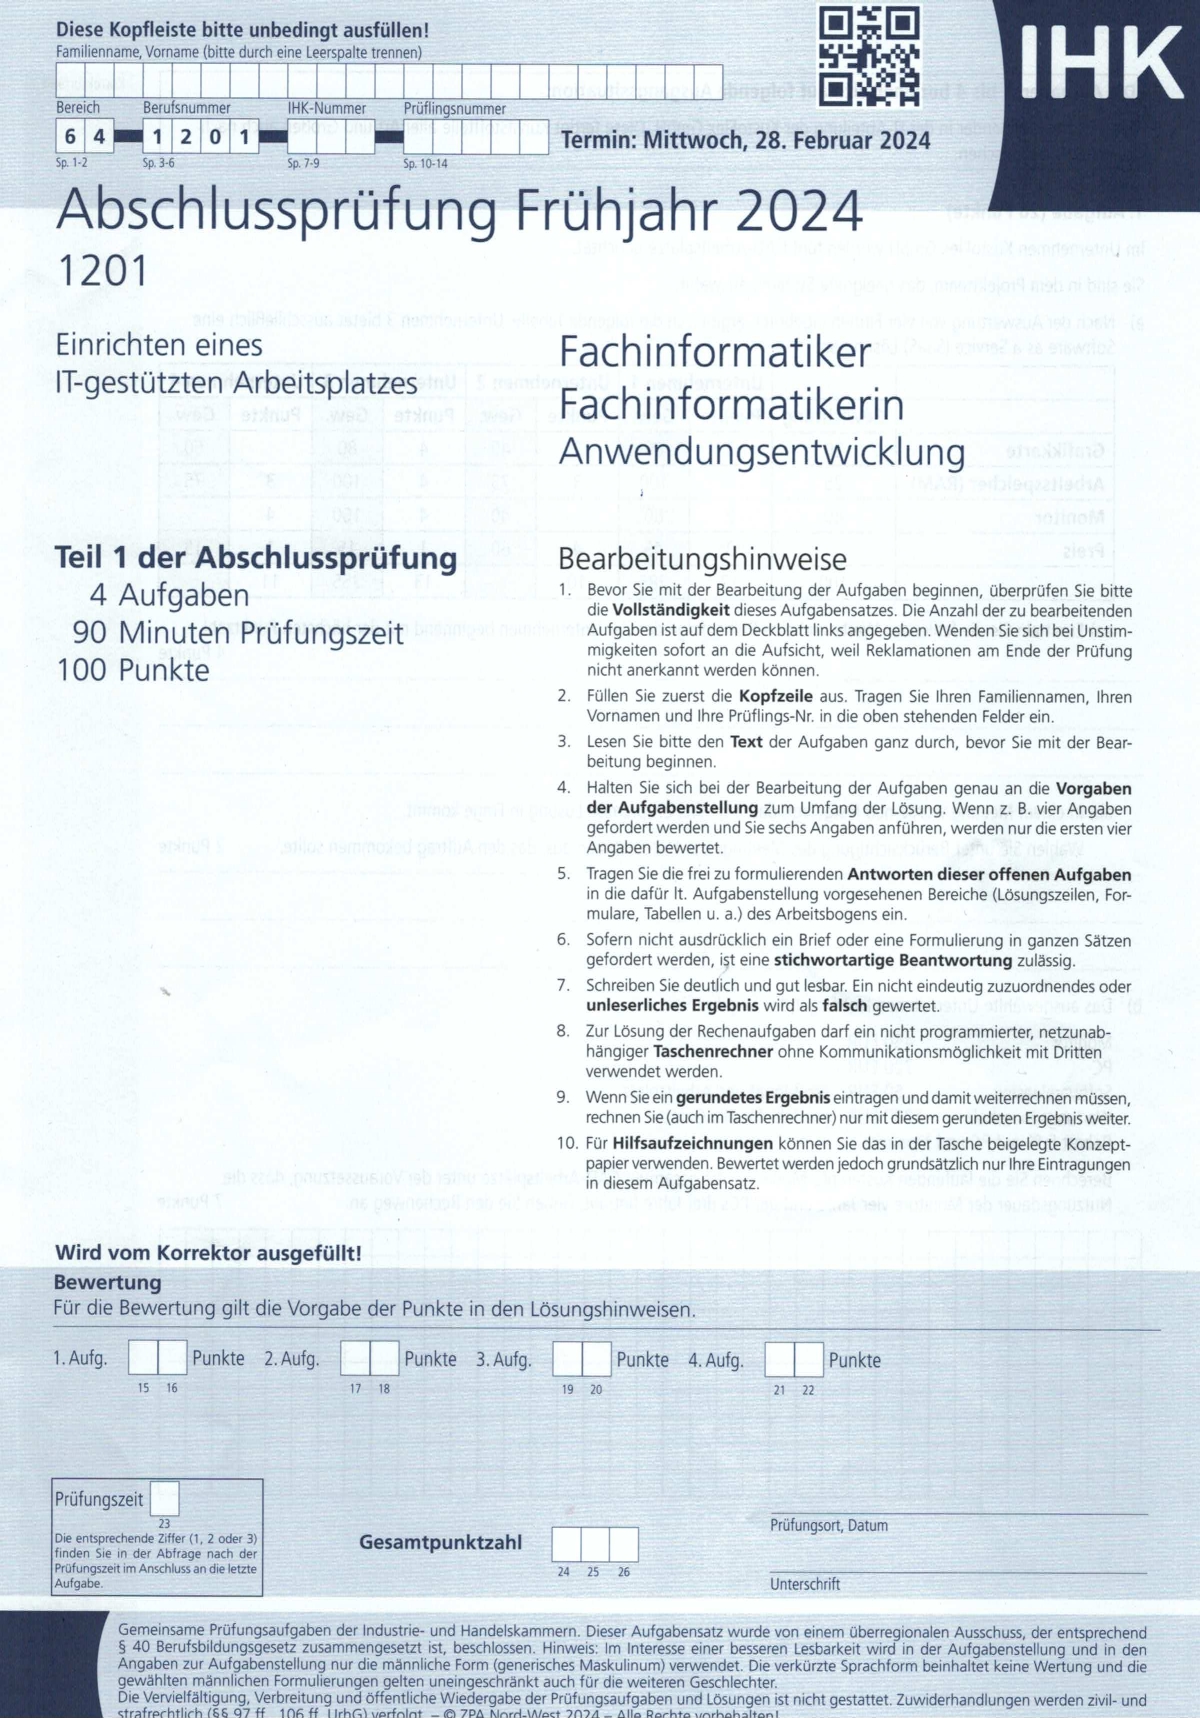 Diese Kopfleiste bitte unbedingt ausfüllen!
Familienname, Vorname (bitte durch eine Leerspalte trennen)
IHK
Bereich Berufsnummer IHK-Nummer Prüflingsnummer
6 4 1 2 0 1
Termin: Mittwoch, 28. Februar 2024
Sp. 1-2 Sp. 3-6 Sp. 7-9 Sp. 10-14
Abschlussprüfung Frühjahr 2024
1201
Einrichten eines
IT-gestützten Arbeitsplatzes
Fachinformatiker
Fachinformatikerin
Anwendungsentwicklung
Teil 1 der Abschlussprüfung
4 Aufgaben
90 Minuten Prüfungszeit
100 Punkte
Bearbeitungshinweise
1. Bevor Sie mit der Bearbeitung der Aufgaben beginnen, überprüfen Sie bitte
die Vollständigkeit dieses Aufgabensatzes. Die Anzahl der zu bearbeitenden
Aufgaben ist auf dem Deckblatt links angegeben. Wenden Sie sich bei Unstim-
migkeiten sofort an die Aufsicht, weil Reklamationen am Ende der Prüfung
nicht anerkannt werden können.
2. Füllen Sie zuerst die Kopfzeile aus. Tragen Sie Ihren Familiennamen, Ihren
Vornamen und Ihre Prüflings-Nr. in die oben stehenden Felder ein.
3. Lesen Sie bitte den Text der Aufgaben ganz durch, bevor Sie mit der Bear-
beitung beginnen.
4. Halten Sie sich bei der Bearbeitung der Aufgaben genau an die Vorgaben
der Aufgabenstellung zum Umfang der Lösung. Wenn z. B. vier Angaben
gefordert werden und Sie sechs Angaben anführen, werden nur die ersten vier
Angaben bewertet.
5. Tragen Sie die frei zu formulierenden Antworten dieser offenen Aufgaben
in die dafür lt. Aufgabenstellung vorgesehenen Bereiche (Lösungszeilen, For-
mulare, Tabellen u. a.) des Arbeitsbogens ein.
6. Sofern nicht ausdrücklich ein Brief oder eine Formulierung in ganzen Sätzen
gefordert werden, ist eine stichwortartige Beantwortung zulässig.
7. Schreiben Sie deutlich und gut lesbar. Ein nicht eindeutig zuzuordnendes oder
unleserliches Ergebnis wird als falsch gewertet.
8. Zur Lösung der Rechenaufgaben darf ein nicht programmierter, netzunab-
hängiger Taschenrechner ohne Kommunikationsmöglichkeit mit Dritten
verwendet werden.
9. Wenn Sie ein gerundetes Ergebnis eintragen und damit weiterrechnen müssen,
rechnen Sie (auch im Taschenrechner) nur mit diesem gerundeten Ergebnis weiter.
10. Für Hilfsaufzeichnungen können Sie das in der Tasche beigelegte Konzept-
papier verwenden. Bewertet werden jedoch grundsätzlich nur Ihre Eintragungen
in diesem Aufgabensatz.
Wird vom Korrektor ausgefüllt!
Bewertung
Für die Bewertung gilt die Vorgabe der Punkte in den Lösungshinweisen.
1. Aufg. Punkte 2. Aufg. Punkte 3. Aufg. Punkte 4. Aufg. Punkte
15 16 17 18 19 20 21 22
Prüfungszeit
23
Die entsprechende Ziffer (1, 2 oder 3)
finden Sie in der Abfrage nach der
Prüfungszeit im Anschluss an die letzte
Aufgabe.
Gesamtpunktzahl
24 25 26
Prüfungsort, Datum
Unterschrift
Gemeinsame Prüfungsaufgaben der Industrie- und Handelskammern. Dieser Aufgabensatz wurde von einem überregionalen Ausschuss, der entsprechend
§ 40 Berufsbildungsgesetz zusammengesetzt ist, beschlossen. Hinweis: Im Interesse einer besseren Lesbarkeit wird in der Aufgabenstellung und in den
Angaben zur Aufgabenstellung nur die männliche Form (generisches Maskulinum) verwendet. Die verkürzte Sprachform beinhaltet keine Wertung und die
gewählten männlichen Formulierungen gelten uneingeschränkt auch für die weiteren Geschlechter.
Die Vervielfältigung, Verbreitung und öffentliche Wiedergabe der Prüfungsaufgaben und Lösungen ist nicht gestattet. Zuwiderhandlungen werden zivil- und
strafrechtlich (§§ 97 ff., 106 ff. UrhG) verfolgt. – © ZPA Nord-West 2024 – Alle Rechte vorbehalten!